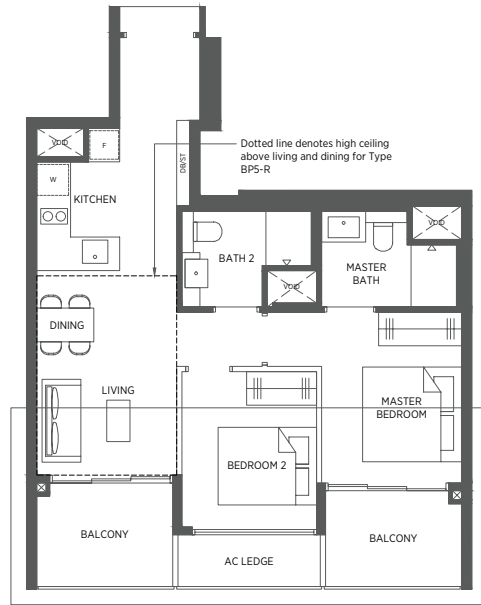 VOID
F
W
DB/ST
Dotted line denotes high ceiling
above living and dining for Type
BP5-R
KITCHEN
VOID
BATH 2
MASTER
BATH
VOID
DINING
LIVING
MASTER
BEDROOM
BEDROOM 2
BALCONY
AC LEDGE
BALCONY